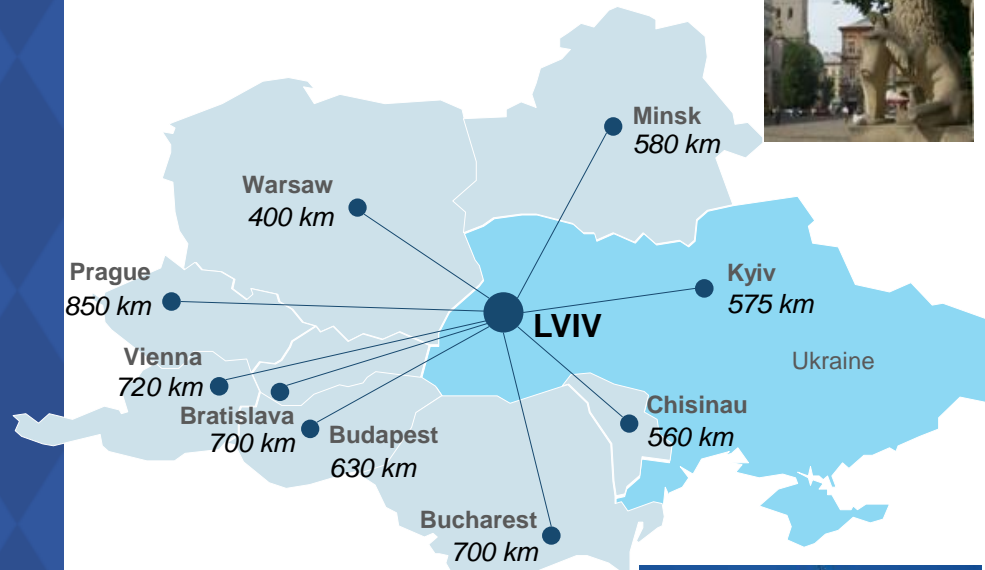 Minsk
580 km
Warsaw
400 km
Prague
850 km
Kyiv
575 km
LVIV
Ukraine
Vienna
720 km
Bratislava
700 km
Budapest
630 km
Chisinau
560 km
Bucharest
700 km